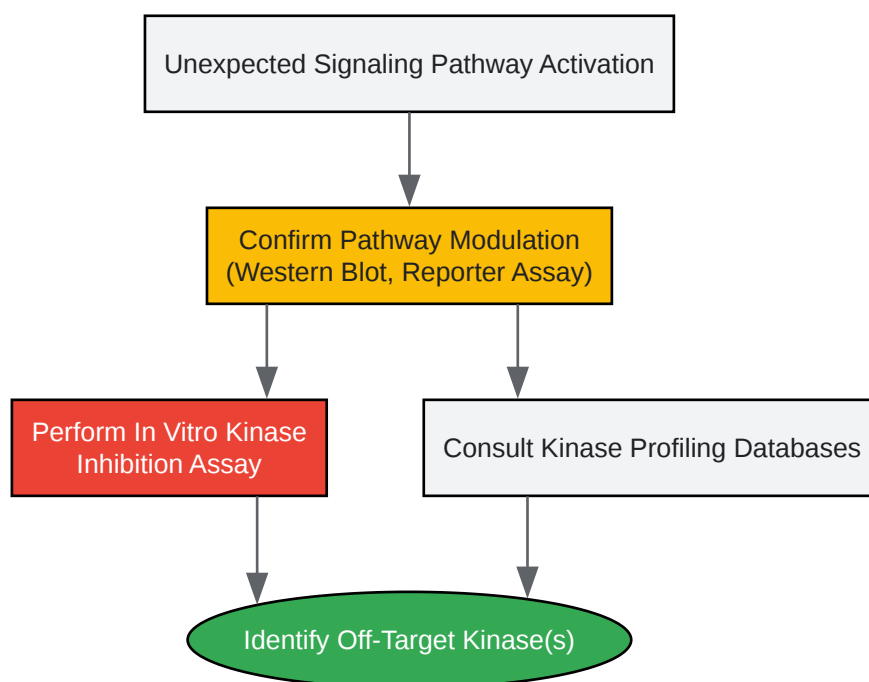 Unexpected Signaling Pathway Activation
Confirm Pathway Modulation
(Western Blot, Reporter Assay)
Perform In Vitro Kinase
Inhibition Assay
Consult Kinase Profiling Databases
Identify Off-Target Kinase(s)